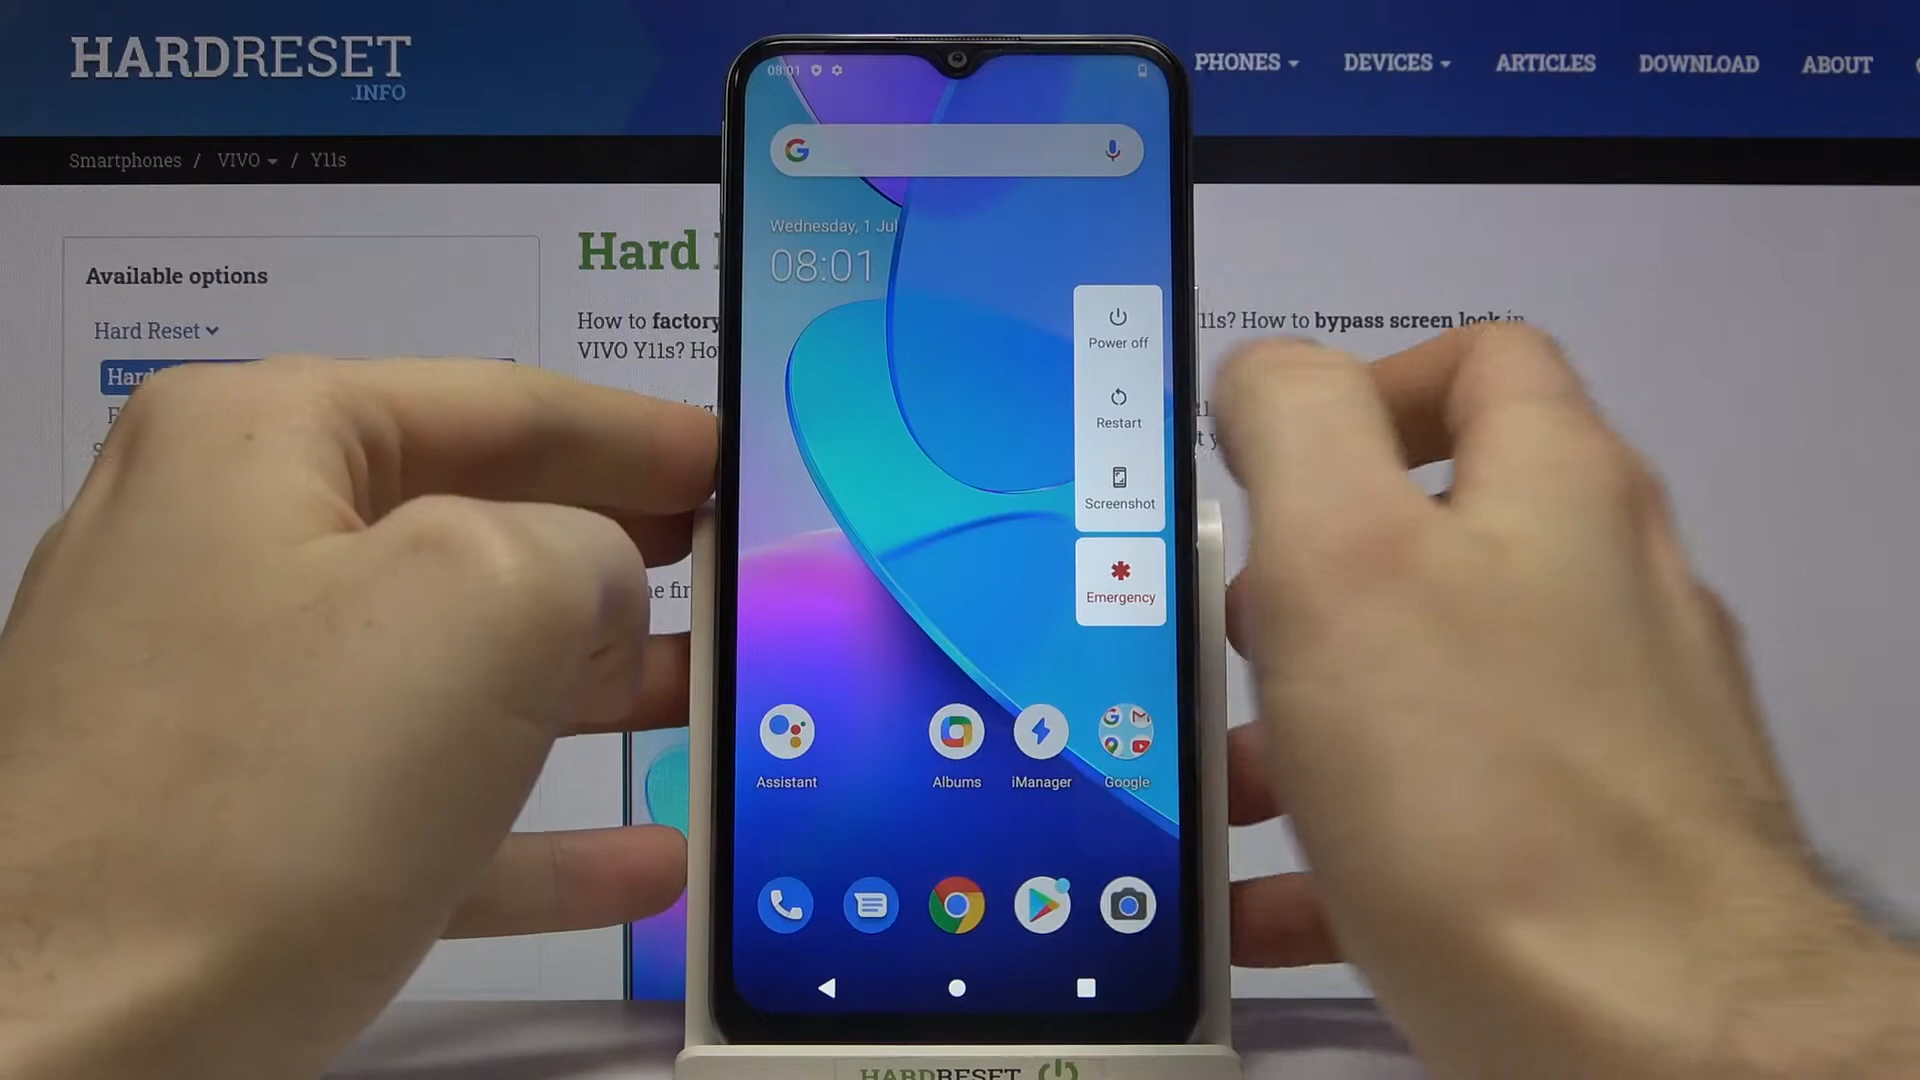 HARDRESET
.INFO
PHONES
DEVICES
ARTICLES
DOWNLOAD
ABOUT
Smartphones / VIVO / Y11s
Available options
Hard Reset
Hard
Hard
How to factory
11s? How to bypass screen lock in
VIVO Y11s?
08:01
Wednesday, 1 Jul
08:01
Power off
Restart
Screenshot
Emergency
Assistant
Albums
iManager
Google
HARDRESET